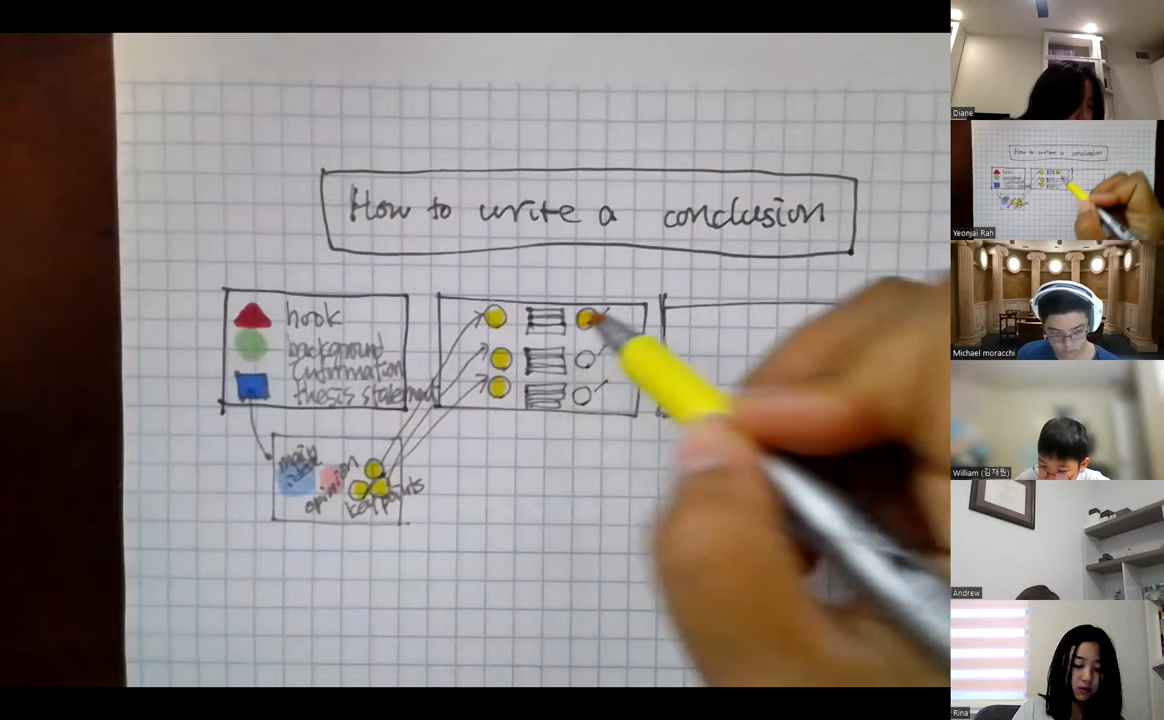 How to write a conclusion
hook
background
information
thesis statement
main
idea
opinion
key points
Diane
Yeonjai Rah
Michael moracchi
William (김재원)
Andrew
Rina